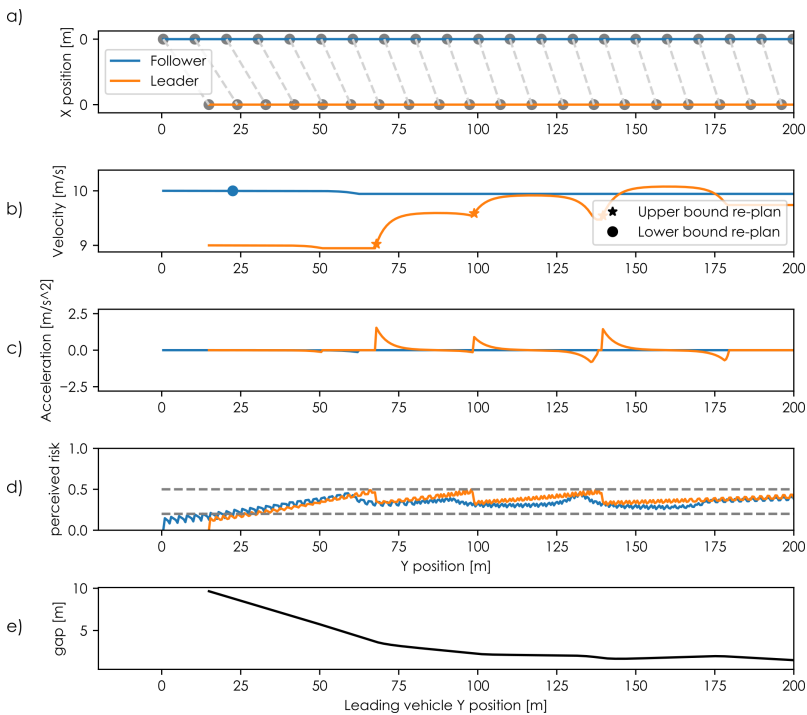 a)
X position [m]
0
0
Follower
Leader
0 25 50 75 100 125 150 175 200
b)
Velocity [m/s]
10
9
Upper bound re-plan
Lower bound re-plan
0 25 50 75 100 125 150 175 200
c)
Acceleration [m/s^2]
2.5
0.0
−2.5
0 25 50 75 100 125 150 175 200
d)
perceived risk
1.0
0.5
0.0
0 25 50 75 100 125 150 175 200
Y position [m]
e)
gap [m]
10
5
0 25 50 75 100 125 150 175 200
Leading vehicle Y position [m]